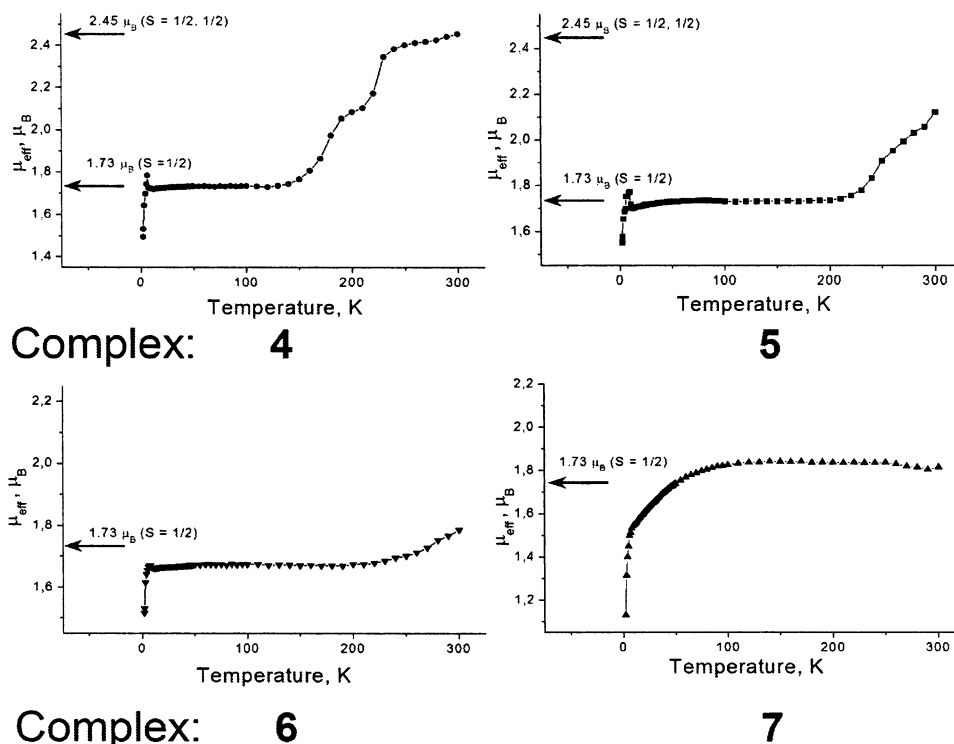 2.45 μB (S = 1/2, 1/2)
2,4
2,2
2,0
1,8
1,6
1,4
1.73 μB (S =1/2)
μeff, μB
0
100
200
300
Temperature, K
2.45 μB (S = 1/2, 1/2)
2,4
2,2
2,0
1,8
1,6
1.73 μB (S = 1/2)
μeff, μB
0
100
200
300
Temperature, K
Complex: 4 5
2,2
2,0
1,8
1,6
1.73 μB (S = 1/2)
μeff, μB
0
100
200
300
Temperature, K
2,2
2,0
1,8
1,6
1,4
1,2
1.73 μB (S = 1/2)
μeff, μB
0
100
200
300
Temperature, K
Complex: 6 7